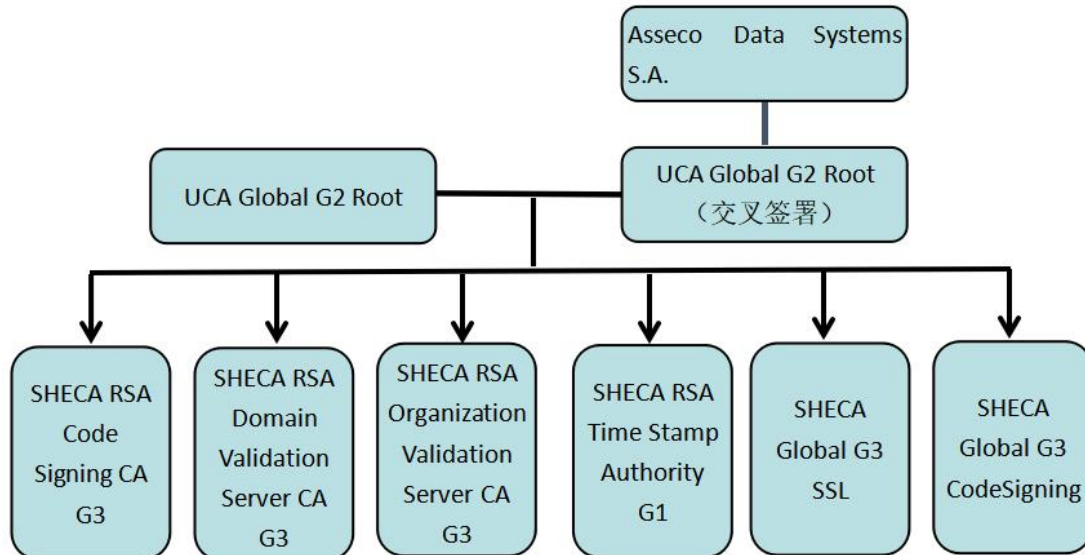 Asseco Data Systems
S.A.
UCA Global G2 Root
UCA Global G2 Root
（交叉签署）
SHECA RSA
Code
Signing CA
G3
SHECA RSA
Domain
Validation
Server CA
G3
SHECA RSA
Organization
Validation
Server CA
G3
SHECA RSA
Time Stamp
Authority
G1
SHECA
Global G3
SSL
SHECA
Global G3
CodeSigning